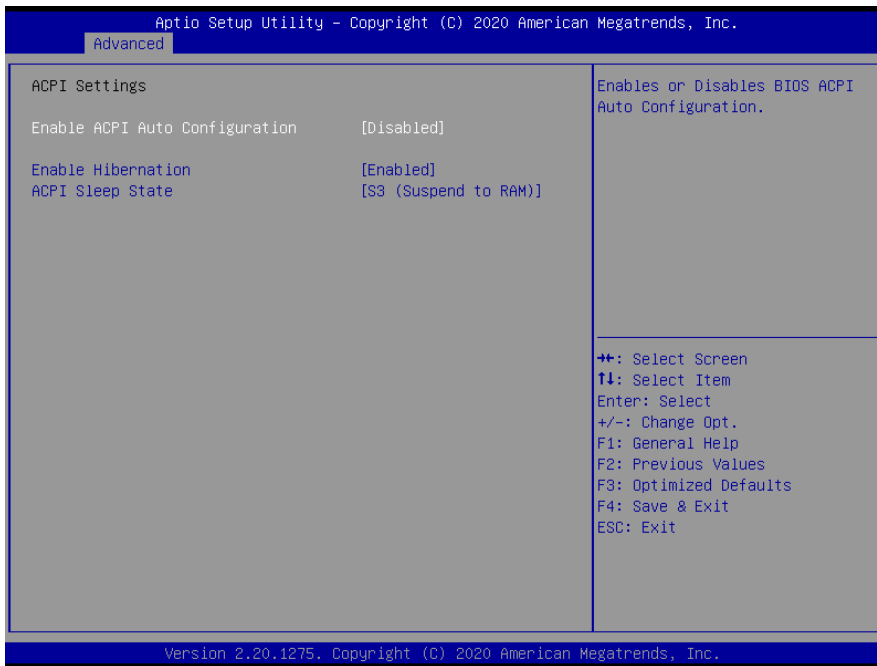 Aptio Setup Utility – Copyright (C) 2020 American Megatrends, Inc.
Advanced
ACPI Settings
Enable ACPI Auto Configuration [Disabled]
Enable Hibernation [Enabled]
ACPI Sleep State [S3 (Suspend to RAM)]
Enables or Disables BIOS ACPI
Auto Configuration.
→←: Select Screen
↑↓: Select Item
Enter: Select
+/-: Change Opt.
F1: General Help
F2: Previous Values
F3: Optimized Defaults
F4: Save & Exit
ESC: Exit
Version 2.20.1275. Copyright (C) 2020 American Megatrends, Inc.